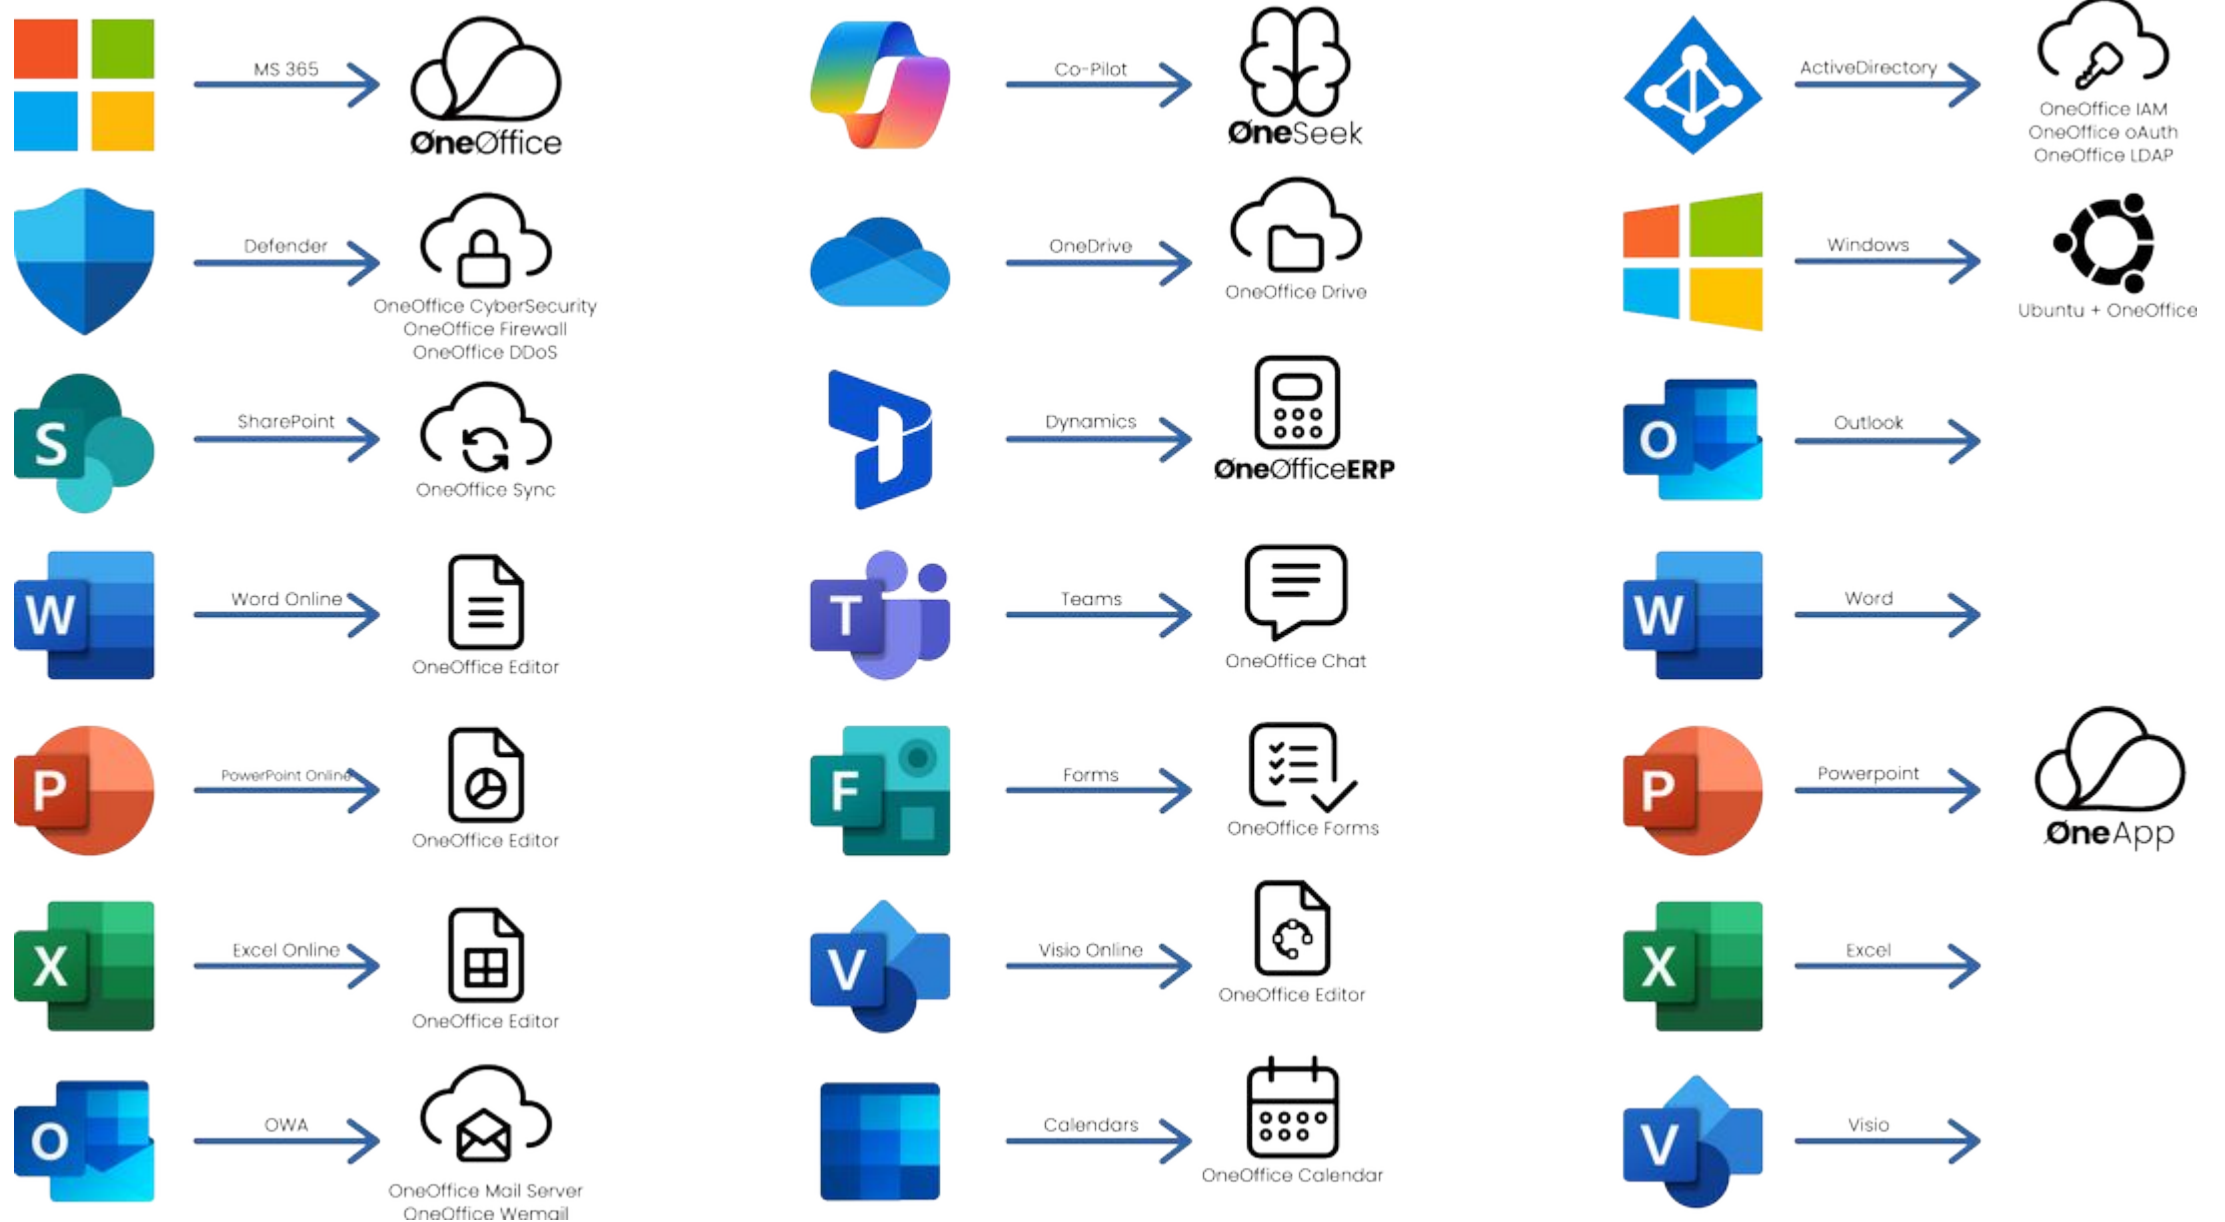 MS 365
ØneØffice
Co-Pilot
ØneSeek
ActiveDirectory
OneOffice IAM
OneOffice oAuth
OneOffice LDAP
Defender
OneOffice CyberSecurity
OneOffice Firewall
OneOffice DDoS
OneDrive
OneOffice Drive
Windows
Ubuntu + OneOffice
S
SharePoint
OneOffice Sync
Dynamics
ØneØfficeERP
O
Outlook
W
Word Online
OneOffice Editor
T
Teams
OneOffice Chat
W
Word
P
PowerPoint Online
OneOffice Editor
F
Forms
OneOffice Forms
P
Powerpoint
ØneApp
X
Excel Online
OneOffice Editor
V
Visio Online
OneOffice Editor
X
Excel
O
OWA
OneOffice Mail Server
OneOffice Wemail
Calendars
OneOffice Calendar
V
Visio